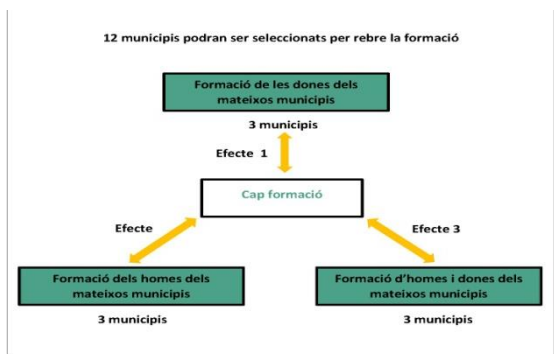 12 municipis podran ser seleccionats per rebre la formació
Formació de les dones dels
mateixos municipis
3 municipis
Efecte 1
Cap formació
Efecte
Efecte 3
Formació dels homes dels
mateixos municipis
Formació d'homes i dones dels
mateixos municipis
3 municipis
3 municipis